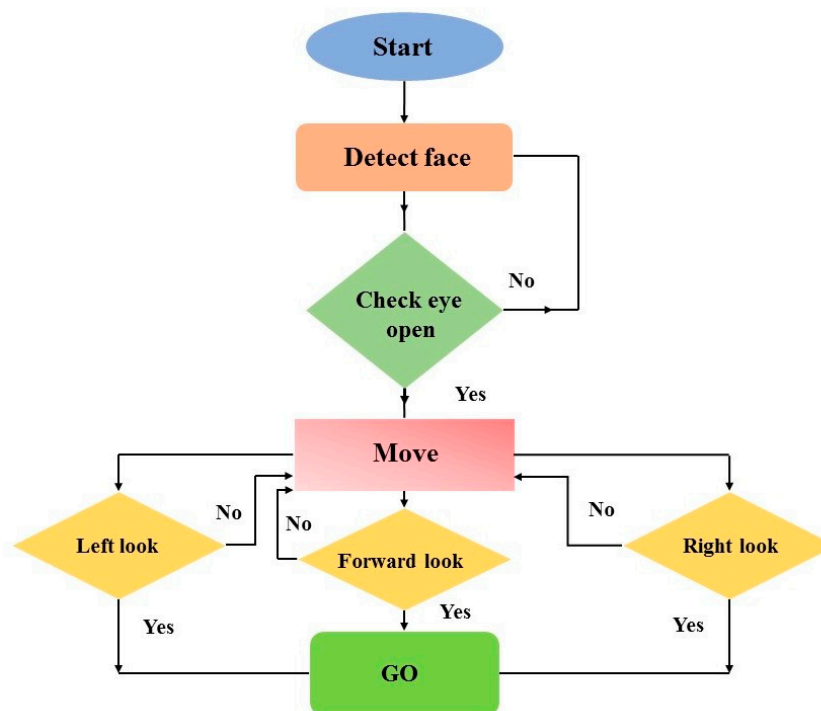 Start
Detect face
No
Check eye
open
Yes
Move
No
No
No
Left look
Forward look
Right look
Yes
Yes
Yes
GO